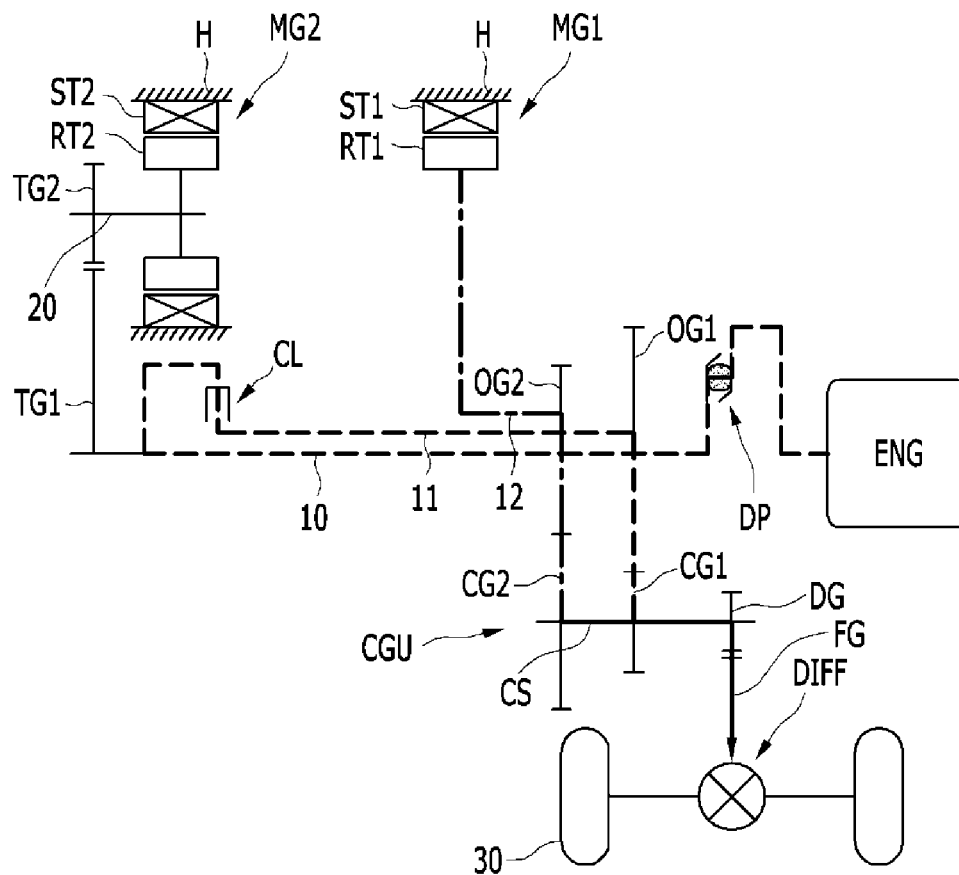 H MG2 H MG1
ST2 ST1
RT2 RT1
TG2
20 OG1
CL
OG2
TG1
11 12 ENG
10 DP
CG2 CG1
DG
CGU FG
CS DIFF
30